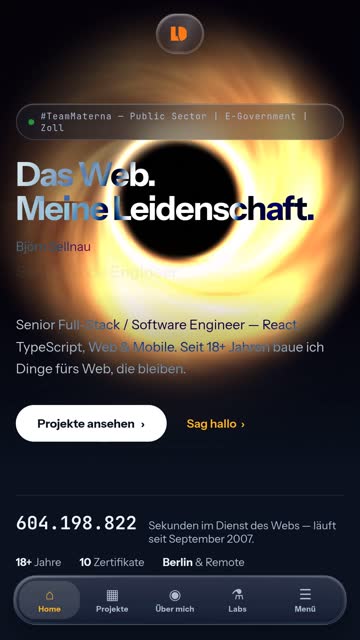 #TeamMaterna — Public Sector | E-Government |
Zoll
Das Web.
Meine Leidenschaft.
Engineer
Senior Full-Stack / Software Engineer — React,
TypeScript, Web & Mobile. Seit 18+ Jahren baue ich
Dinge fürs Web, die bleiben.
Projekte ansehen ›
Sag hallo ›
604.198.822
Sekunden im Dienst des Webs — läuft
seit September 2007.
18+ Jahre 10 Zertifikate Berlin & Remote
Home Projekte Über mich Labs Menü